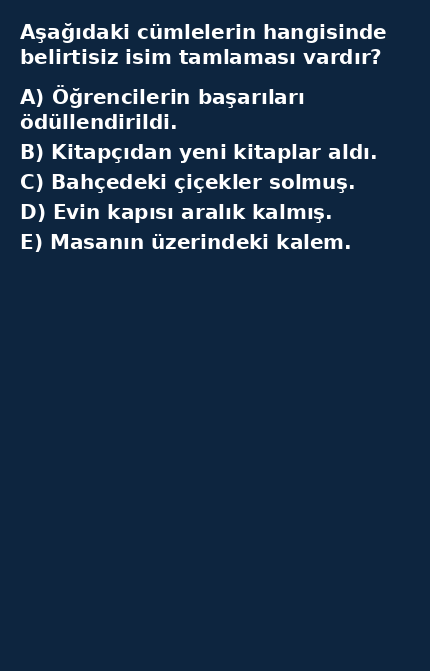 Aşağıdaki cümlelerin hangisinde
belirtisiz isim tamlaması vardır?
A) Öğrencilerin başarıları
ödüllendirildi.
B) Kitapçıdan yeni kitaplar aldı.
C) Bahçedeki çiçekler solmuş.
D) Evin kapısı aralık kalmış.
E) Masanın üzerindeki kalem.